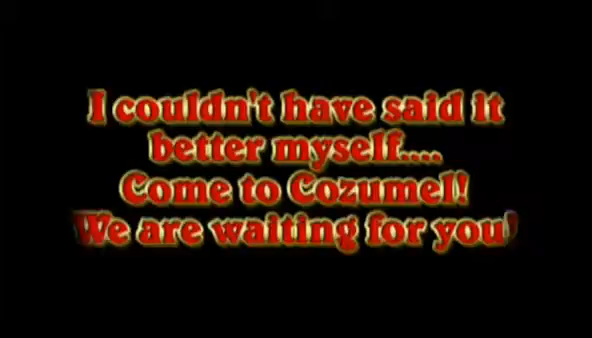 I couldn't have said it
better myself....
Come to Cozumel!
We are waiting for you!